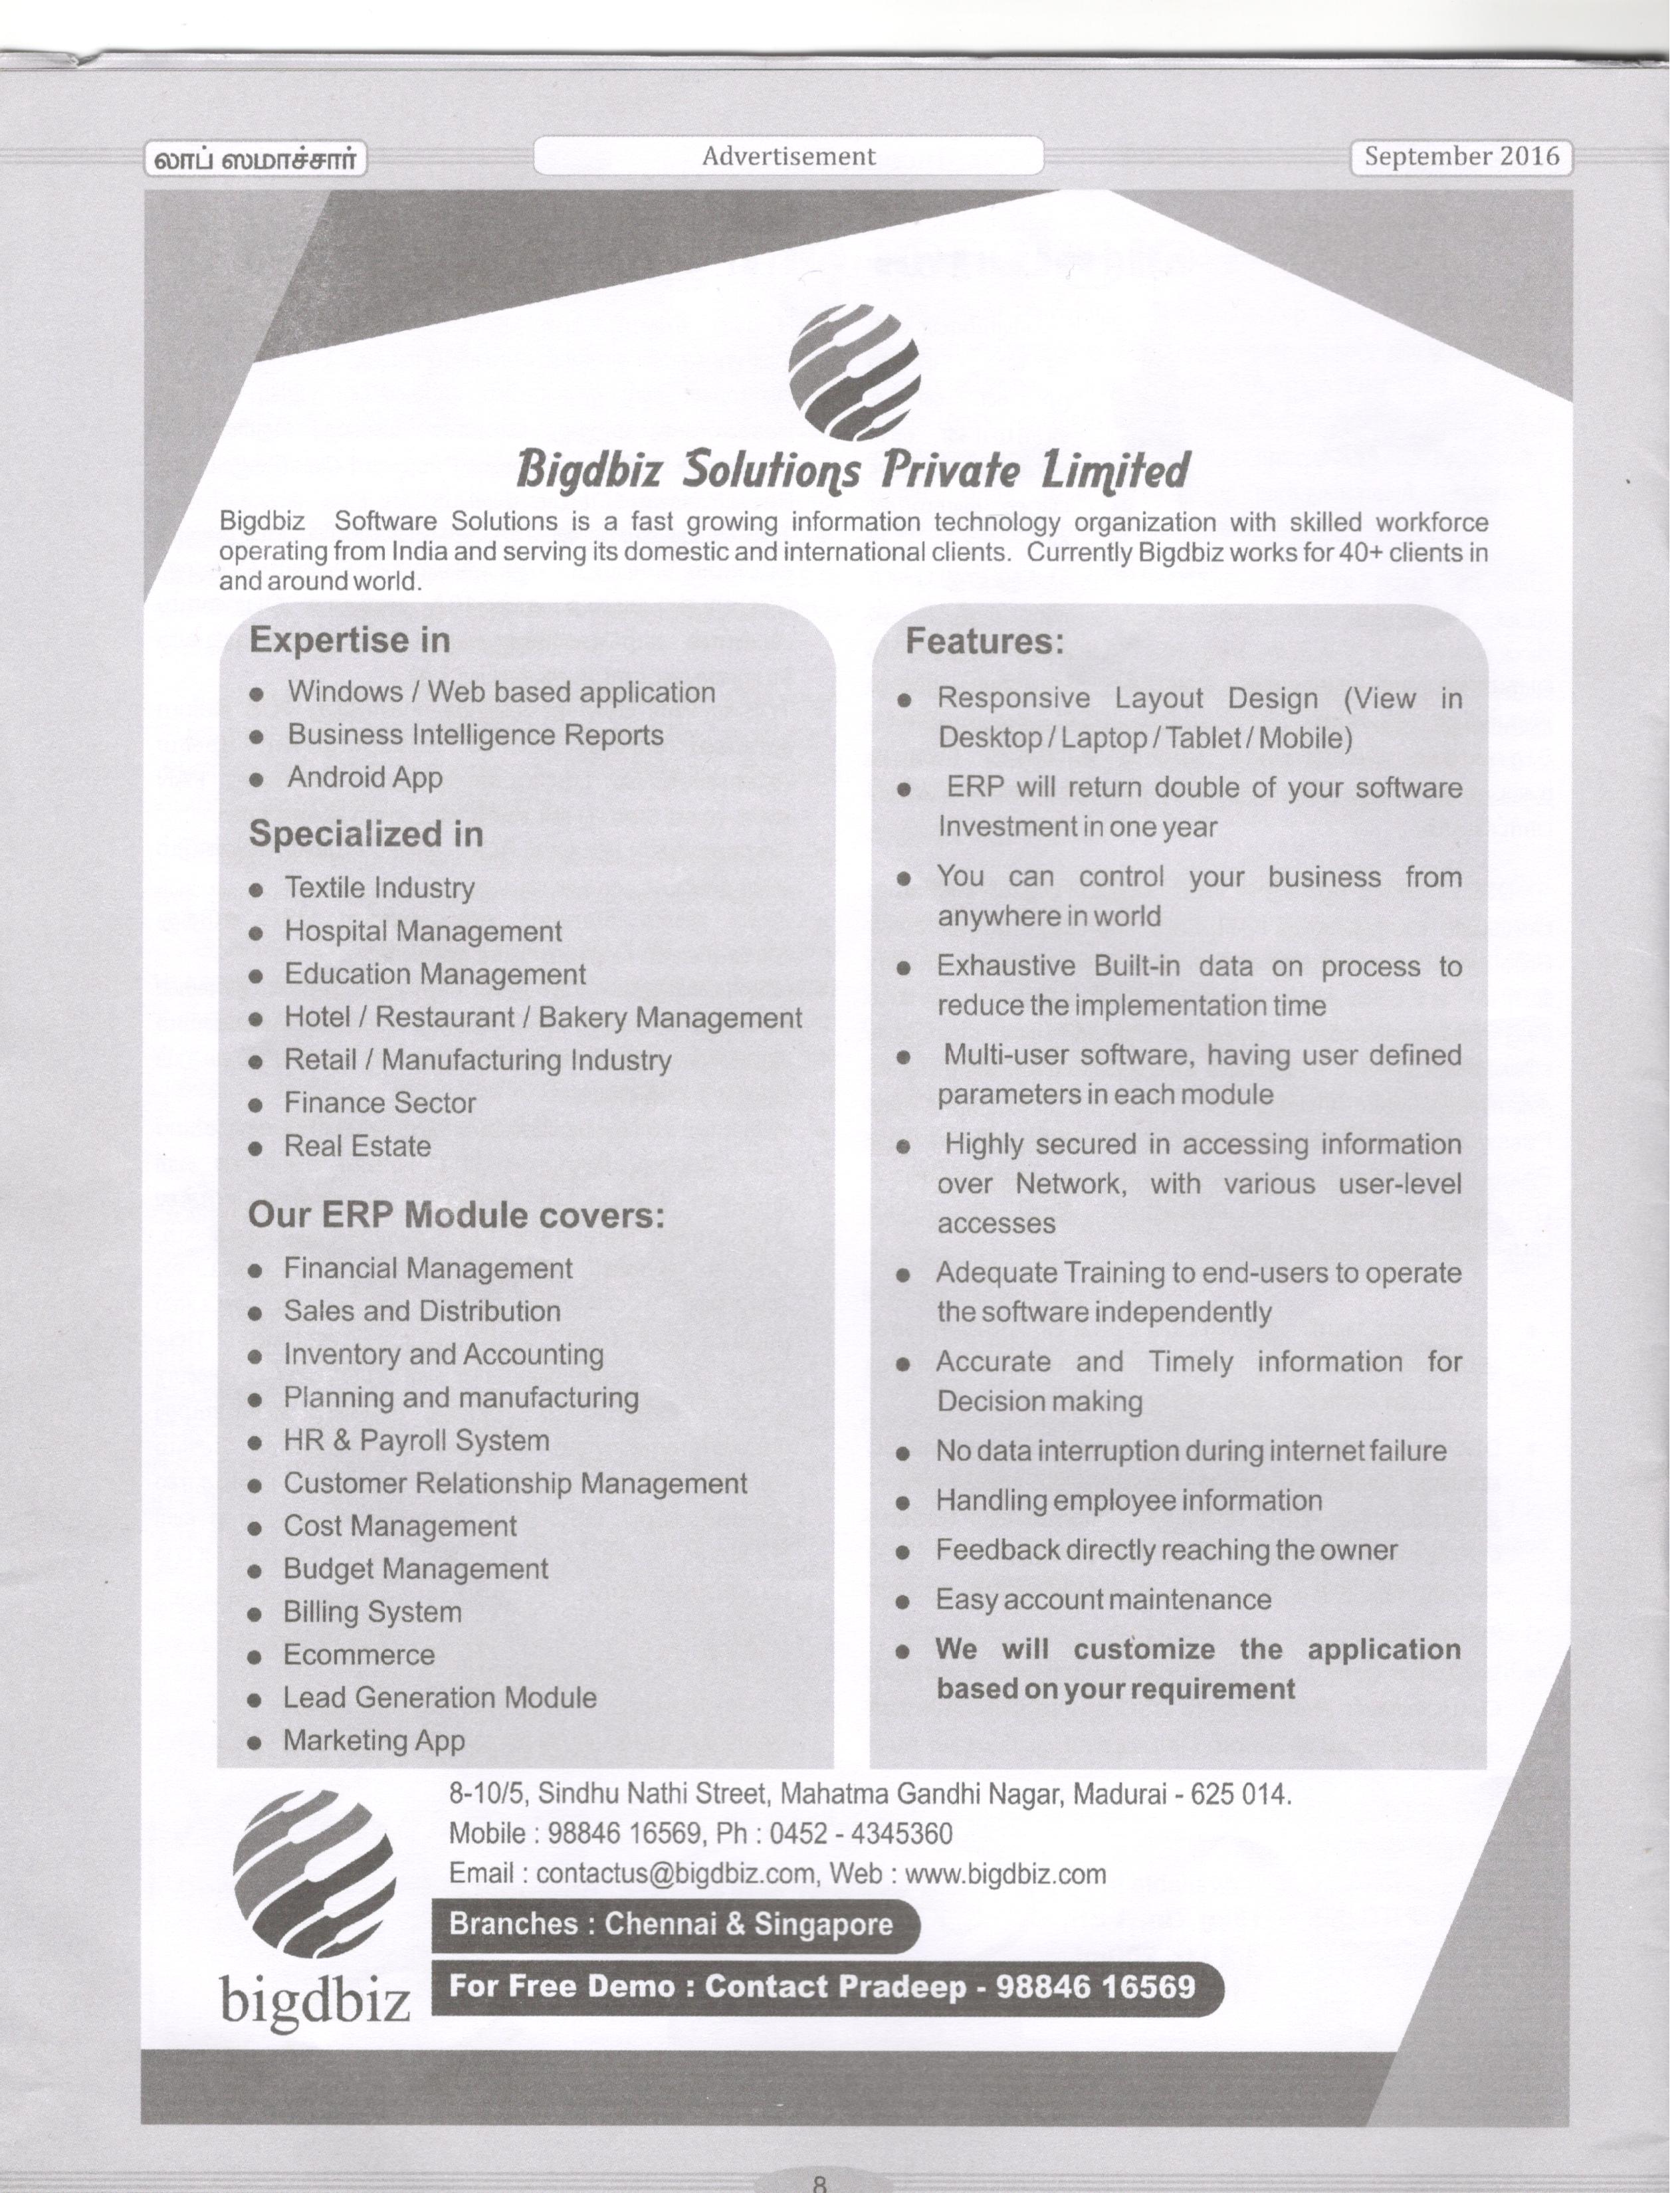 லாப் ஸமாச்சார்
Advertisement
September 2016
Bigdbiz Solutions Private Limited
Bigdbiz Software Solutions is a fast growing information technology organization with skilled workforce
operating from India and serving its domestic and international clients. Currently Bigdbiz works for 40+ clients in
and around world.
Expertise in
● Windows / Web based application
● Business Intelligence Reports
● Android App
Specialized in
● Textile Industry
● Hospital Management
● Education Management
● Hotel / Restaurant / Bakery Management
● Retail / Manufacturing Industry
● Finance Sector
● Real Estate
Our ERP Module covers:
● Financial Management
● Sales and Distribution
● Inventory and Accounting
● Planning and manufacturing
● HR & Payroll System
● Customer Relationship Management
● Cost Management
● Budget Management
● Billing System
● Ecommerce
● Lead Generation Module
● Marketing App
Features:
● Responsive Layout Design (View in
Desktop / Laptop / Tablet / Mobile)
● ERP will return double of your software
Investment in one year
● You can control your business from
anywhere in world
● Exhaustive Built-in data on process to
reduce the implementation time
● Multi-user software, having user defined
parameters in each module
● Highly secured in accessing information
over Network, with various user-level
accesses
● Adequate Training to end-users to operate
the software independently
● Accurate and Timely information for
Decision making
● No data interruption during internet failure
● Handling employee information
● Feedback directly reaching the owner
● Easy account maintenance
● We will customize the application
based on your requirement
8-10/5, Sindhu Nathi Street, Mahatma Gandhi Nagar, Madurai - 625 014.
Mobile : 98846 16569, Ph : 0452 - 4345360
Email : contactus@bigdbiz.com, Web : www.bigdbiz.com
Branches : Chennai & Singapore
bigdbiz
For Free Demo : Contact Pradeep - 98846 16569
8